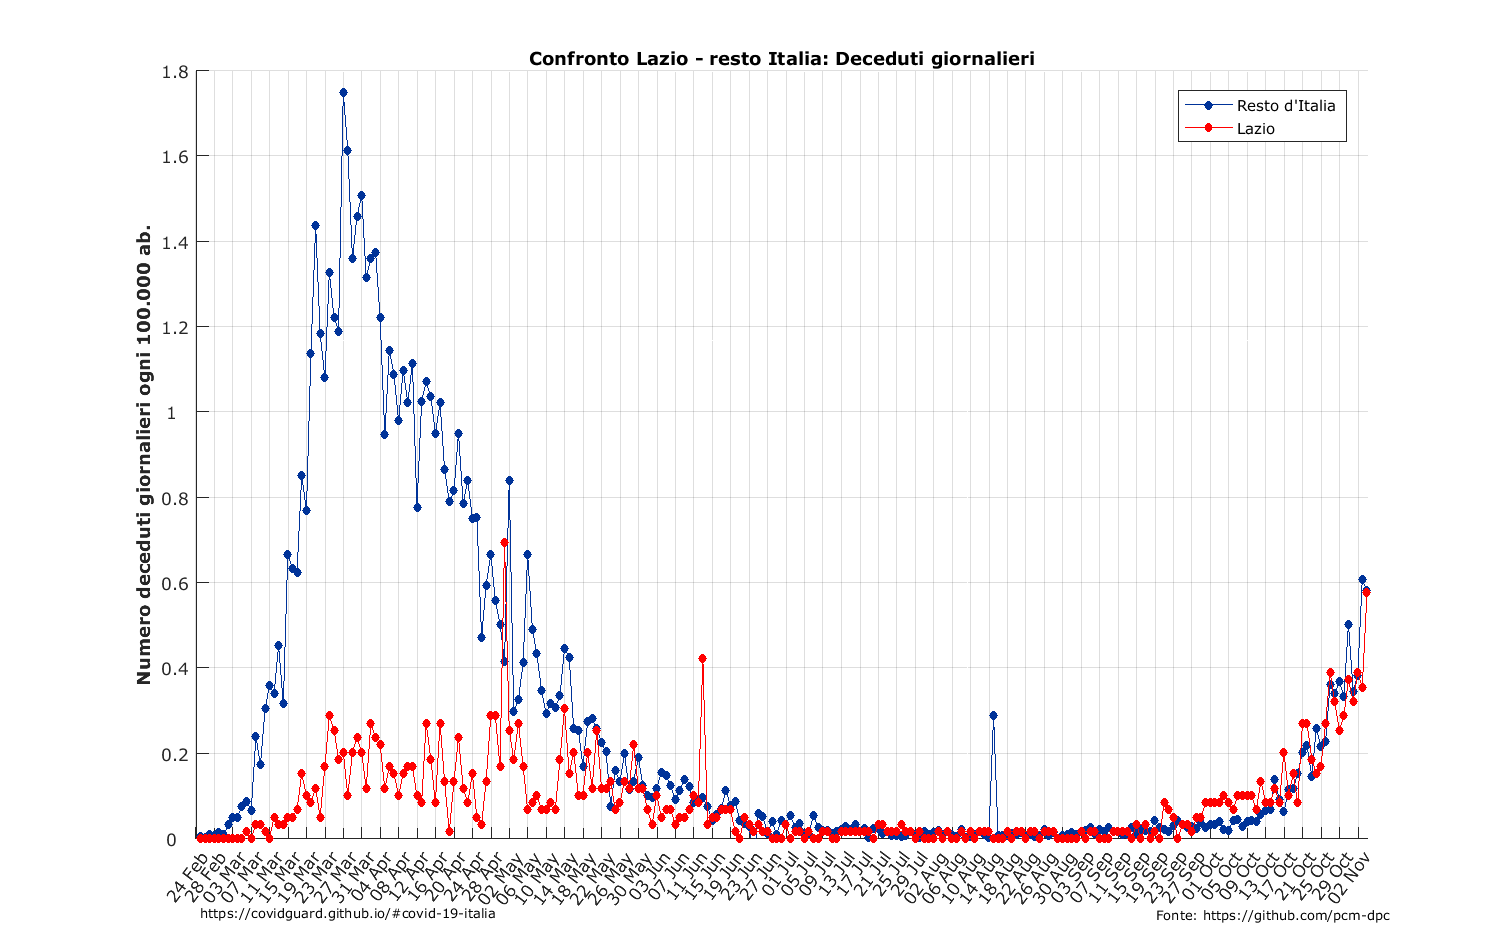 Confronto Lazio - resto Italia: Deceduti giornalieri
Numero deceduti giornalieri ogni 100.000 ab.
1.8
1.6
1.4
1.2
1
0.8
0.6
0.4
0.2
0
Resto d'Italia
Lazio
24 Feb
28 Feb
03 Mar
07 Mar
11 Mar
15 Mar
19 Mar
23 Mar
27 Mar
31 Mar
04 Apr
08 Apr
12 Apr
16 Apr
20 Apr
24 Apr
28 Apr
02 May
06 May
10 May
14 May
18 May
22 May
26 May
30 May
03 Jun
07 Jun
11 Jun
15 Jun
19 Jun
23 Jun
27 Jun
01 Jul
05 Jul
09 Jul
13 Jul
17 Jul
21 Jul
25 Jul
29 Jul
02 Aug
06 Aug
10 Aug
14 Aug
18 Aug
22 Aug
26 Aug
30 Aug
03 Sep
07 Sep
11 Sep
15 Sep
19 Sep
23 Sep
27 Sep
01 Oct
05 Oct
09 Oct
13 Oct
17 Oct
21 Oct
25 Oct
29 Oct
02 Nov
https://covidguard.github.io/#covid-19-italia
Fonte: https://github.com/pcm-dpc